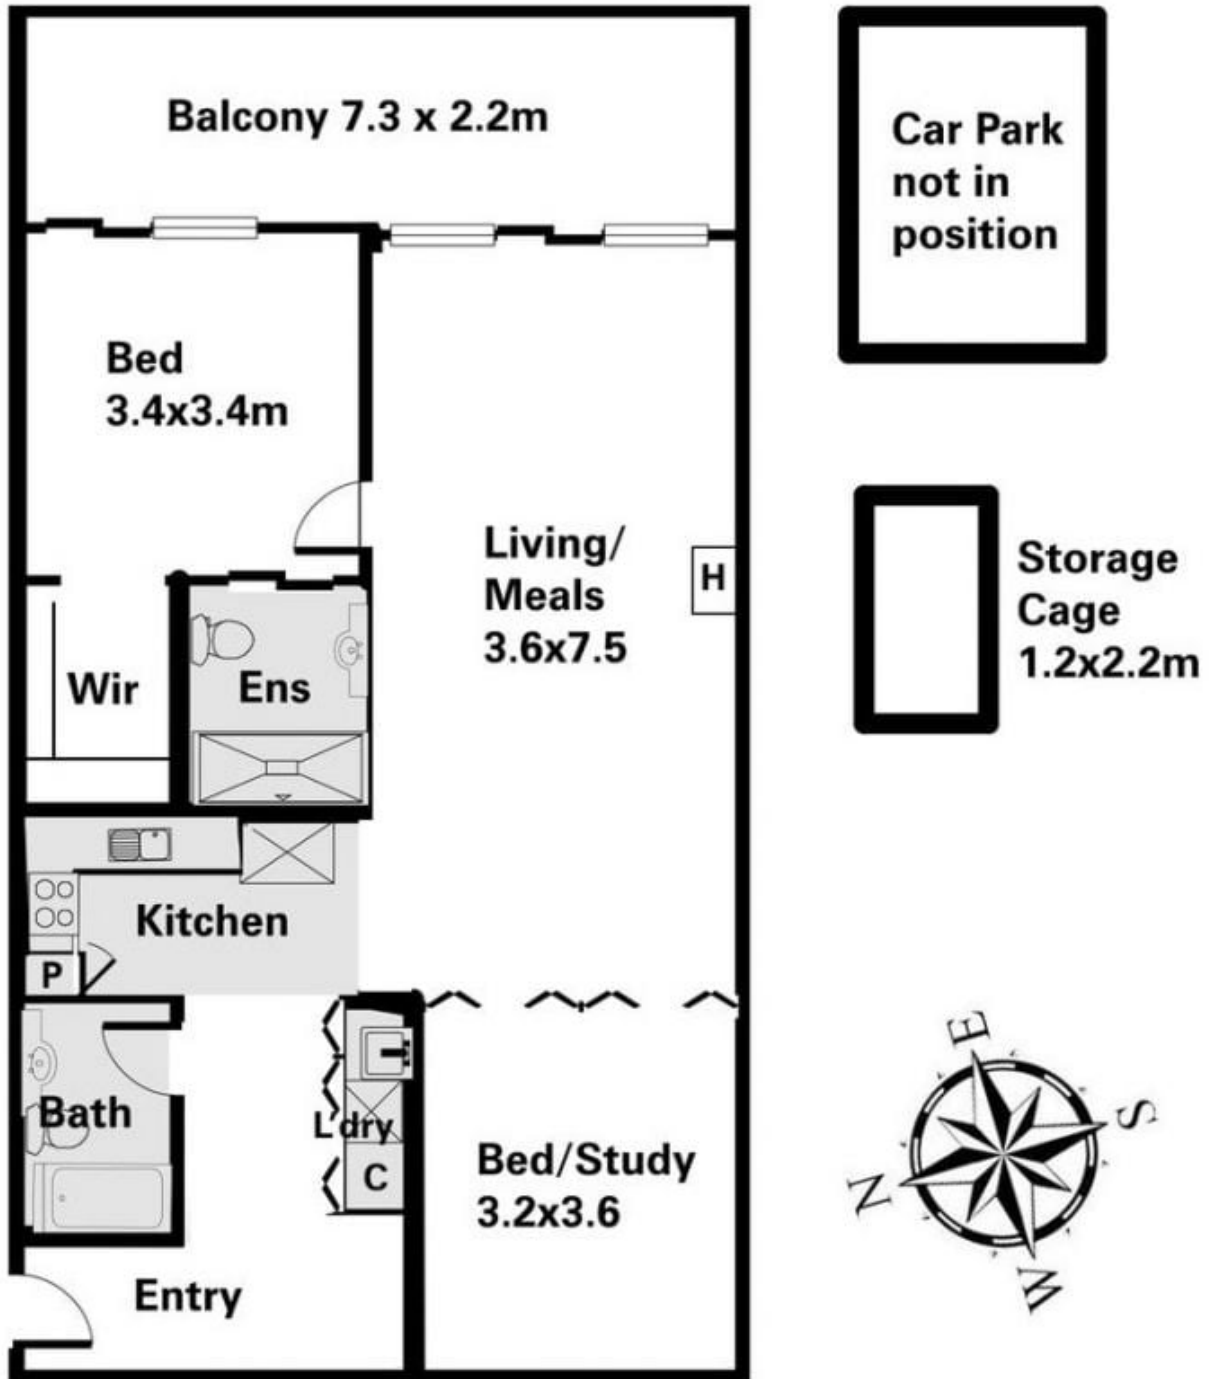 Balcony 7.3 x 2.2m
Car Park
not in
position
Bed
3.4x3.4m
Living/
Meals
3.6x7.5
H
Storage
Cage
1.2x2.2m
Wir
Ens
Kitchen
P
Bath
L'dry
C
Bed/Study
3.2x3.6
Entry
E
S
N
W